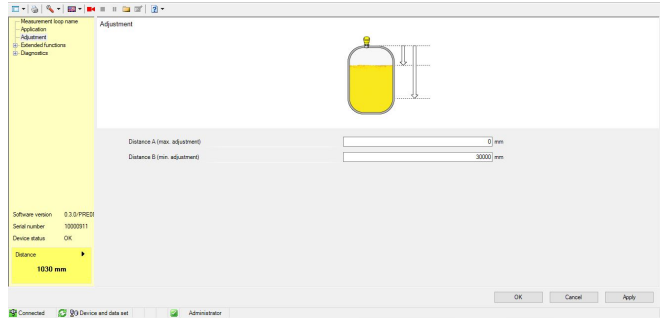 Measurement loop name
Application
Adjustment
Extended functions
Diagnostics
Adjustment
Distance A (max. adjustment)
0 mm
Distance B (min. adjustment)
30000 mm
Software version 0.3.0/PRE0
Serial number 10000911
Device status OK
Distance
1030 mm
OK Cancel Apply
Connected Device and data set Administrator